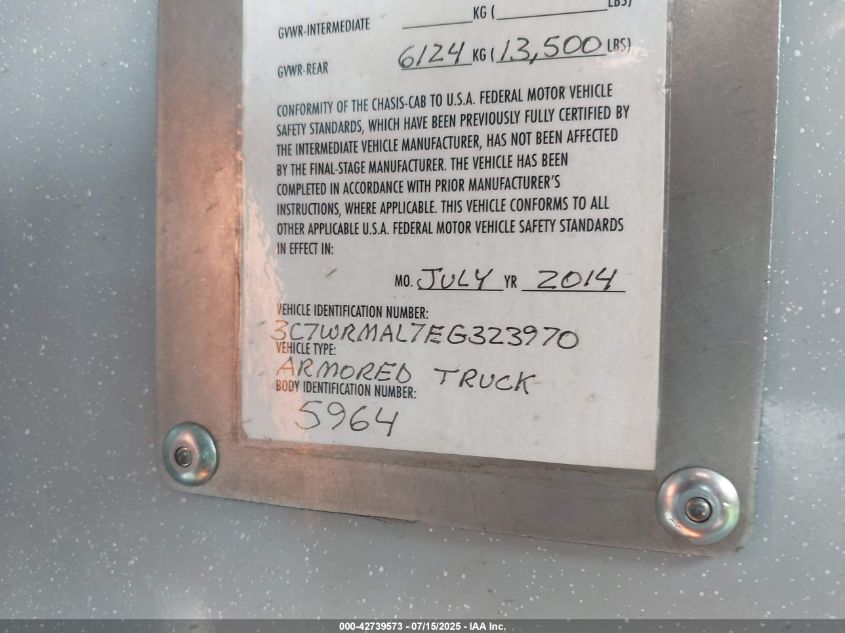 KG ( LBS)
GVWR-INTERMEDIATE
6124 KG (13,500 LBS)
GVWR-REAR
CONFORMITY OF THE CHASIS-CAB TO U.S.A. FEDERAL MOTOR VEHICLE
SAFETY STANDARDS, WHICH HAVE BEEN PREVIOUSLY FULLY CERTIFIED BY
THE INTERMEDIATE VEHICLE MANUFACTURER, HAS NOT BEEN AFFECTED
BY THE FINAL-STAGE MANUFACTURER. THE VEHICLE HAS BEEN
COMPLETED IN ACCORDANCE WITH PRIOR MANUFACTURER'S
INSTRUCTIONS, WHERE APPLICABLE. THIS VEHICLE CONFORMS TO ALL
OTHER APPLICABLE U.S.A. FEDERAL MOTOR VEHICLE SAFETY STANDARDS
IN EFFECT IN:
MO. JULY YR 2014
VEHICLE IDENTIFICATION NUMBER:
3C7WRMAL7EG323970
VEHICLE TYPE:
ARMORED TRUCK
BODY IDENTIFICATION NUMBER:
5964
000-42739573 - 07/15/2025 - IAA Inc.